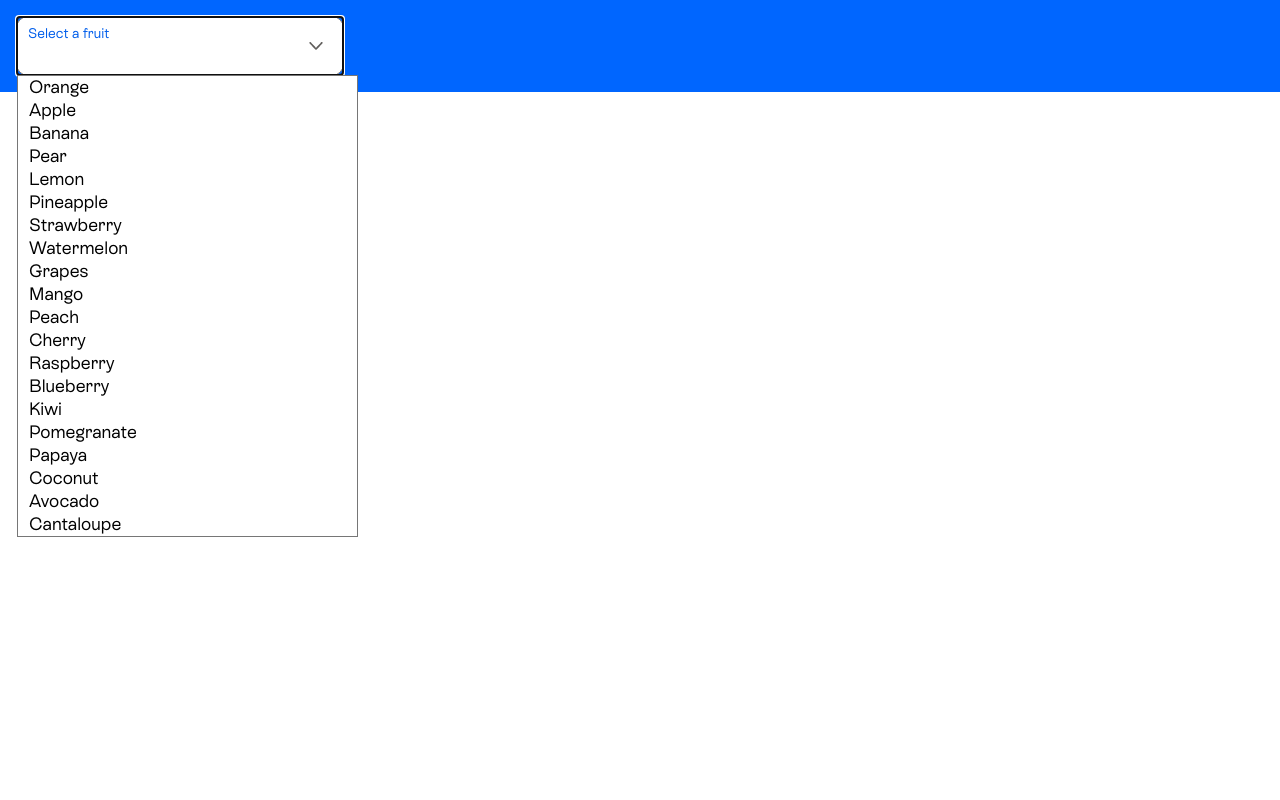 Select a fruit
Orange
Apple
Banana
Pear
Lemon
Pineapple
Strawberry
Watermelon
Grapes
Mango
Peach
Cherry
Raspberry
Blueberry
Kiwi
Pomegranate
Papaya
Coconut
Avocado
Cantaloupe